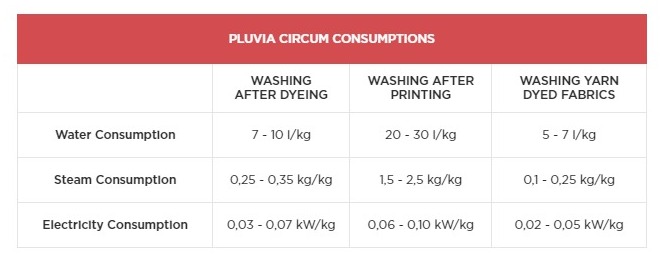 PLUVIA CIRCUM CONSUMPTIONS
WASHING AFTER DYEING WASHING AFTER PRINTING WASHING YARN DYED FABRICS
Water Consumption 7 - 10 l/kg 20 - 30 l/kg 5 - 7 l/kg
Steam Consumption 0,25 - 0,35 kg/kg 1,5 - 2,5 kg/kg 0,1 - 0,25 kg/kg
Electricity Consumption 0,03 - 0,07 kW/kg 0,06 - 0,10 kW/kg 0,02 - 0,05 kW/kg